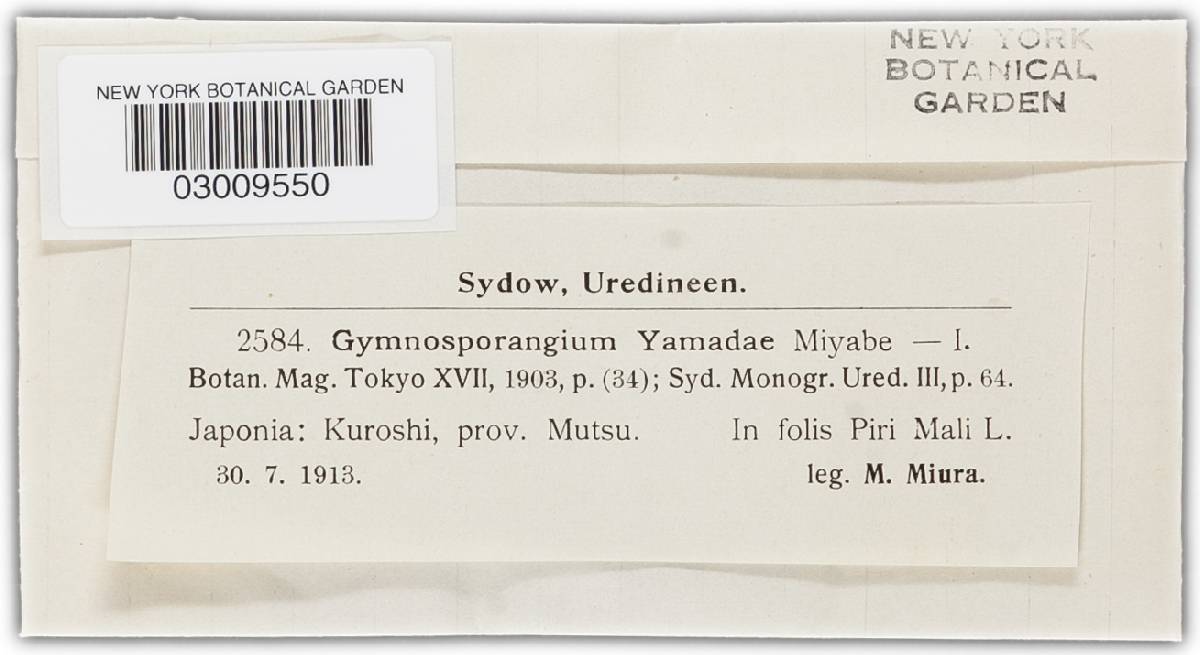 NEW YORK BOTANICAL GARDEN
03009550
NEW YORK
BOTANICAL
GARDEN
Sydow, Uredineen.
2584. Gymnosporangium Yamadae Miyabe — I.
Botan. Mag. Tokyo XVII, 1903, p. (34); Syd. Monogr. Ured. III, p. 64.
Japonia: Kuroshi, prov. Mutsu. In folis Piri Mali L.
30. 7. 1913. leg. M. Miura.